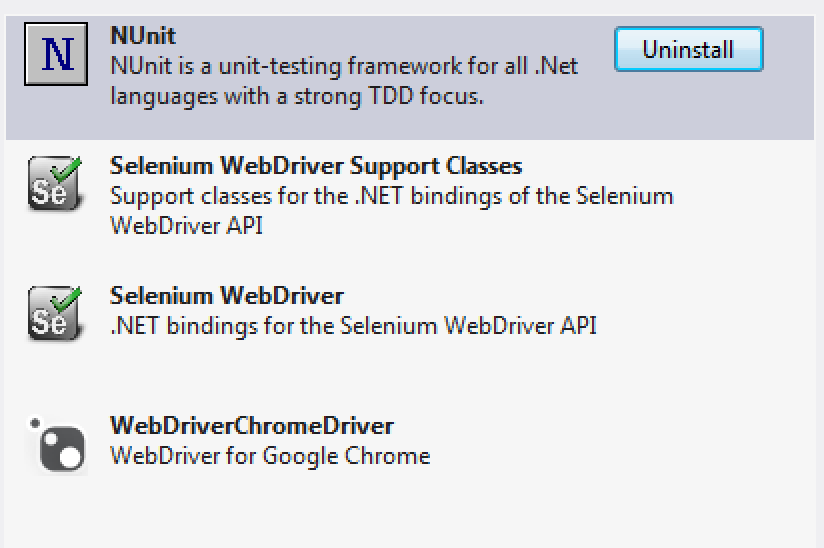 N
NUnit
Uninstall
NUnit is a unit-testing framework for all .Net
languages with a strong TDD focus.
Se
Selenium WebDriver Support Classes
Support classes for the .NET bindings of the Selenium
WebDriver API
Se
Selenium WebDriver
.NET bindings for the Selenium WebDriver API
WebDriverChromeDriver
WebDriver for Google Chrome